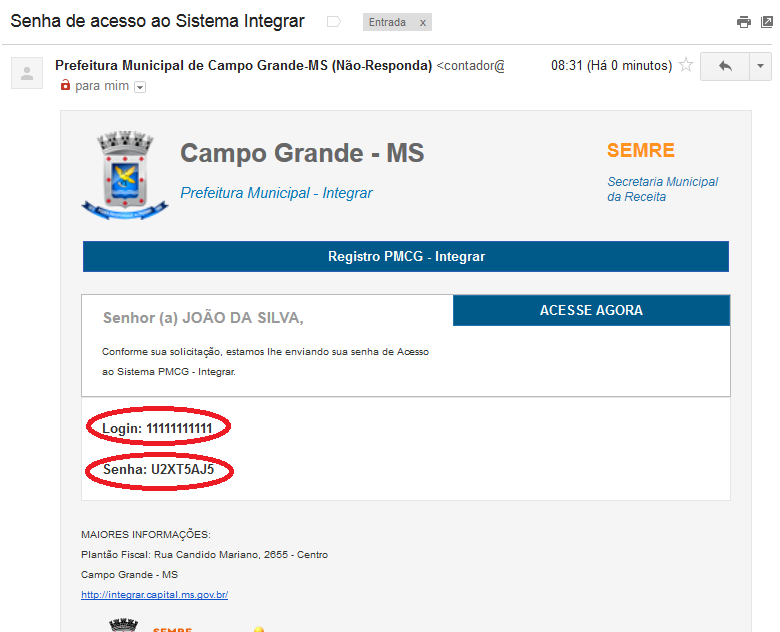 Senha de acesso ao Sistema Integrar
Entrada x
Prefeitura Municipal de Campo Grande-MS (Não-Responda) <contador@
08:31 (Há 0 minutos)
para mim
Campo Grande - MS
Prefeitura Municipal - Integrar
SEMRE
Secretaria Municipal
da Receita
Registro PMCG - Integrar
Senhor (a) JOÃO DA SILVA,
ACESSE AGORA
Conforme sua solicitação, estamos lhe enviando sua senha de Acesso
ao Sistema PMCG - Integrar.
Login: 11111111111
Senha: U2XT5AJ5
MAIORES INFORMAÇÕES:
Plantão Fiscal: Rua Candido Mariano, 2655 - Centro
Campo Grande - MS
http://integrar.capital.ms.gov.br/
SEMRE